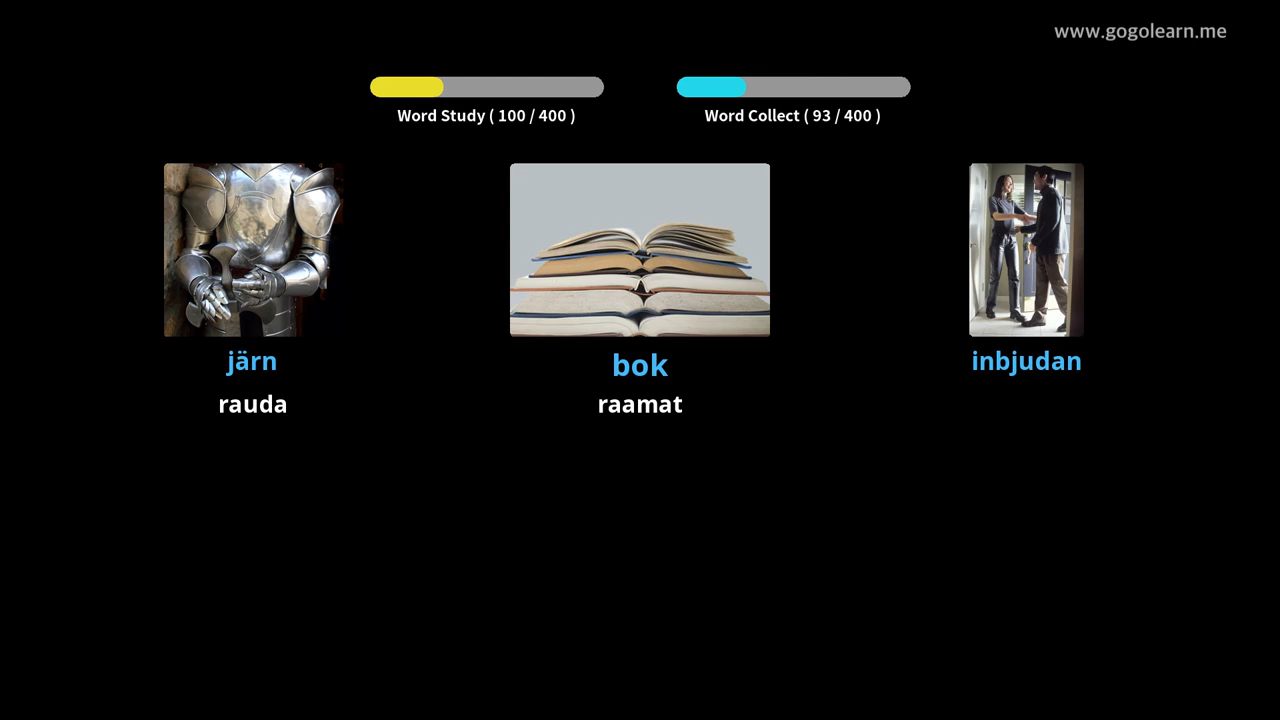 www.gogolearn.me
Word Study ( 100 / 400 )
Word Collect ( 93 / 400 )
järn
bok
inbjudan
rauda
raamat